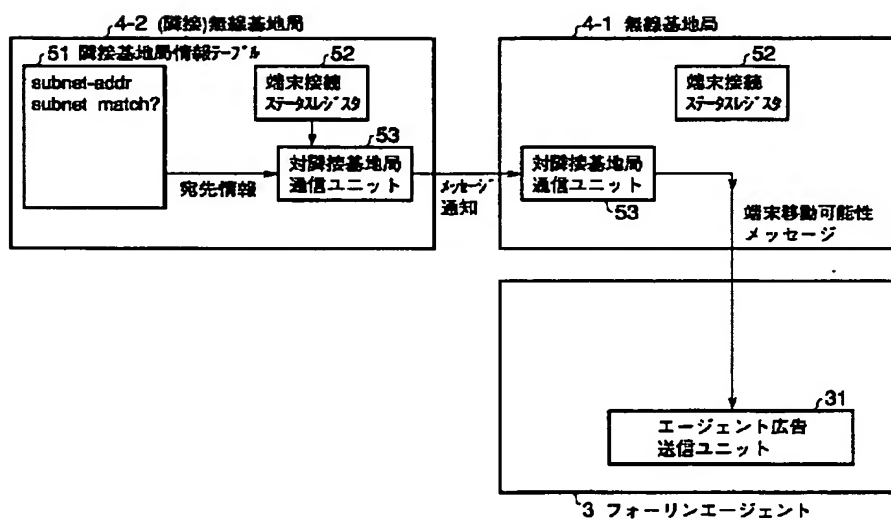 4-2 (隣接)無線基地局
51 隣接基地局情報テーブル
subnet-addr
subnet match?
52
端末接続
ステータスレジスタ
53
対隣接基地局
通信ユニット
宛先情報
メッセージ
通知
4-1 無線基地局
52
端末接続
ステータスレジスタ
対隣接基地局
通信ユニット
53
端末移動可能性
メッセージ
31
エージェント広告
送信ユニット
3 フォーリンエージェント